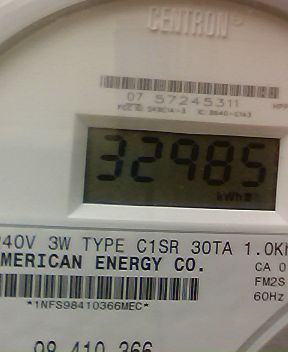 CENTRON
07 57245311
32985
kWh
240V 3W TYPE C1SR 30TA 1.0Kh
AMERICAN ENERGY CO.
CA 0
FM2S
60Hz
*1NFS98410366MEC*
98 410 366